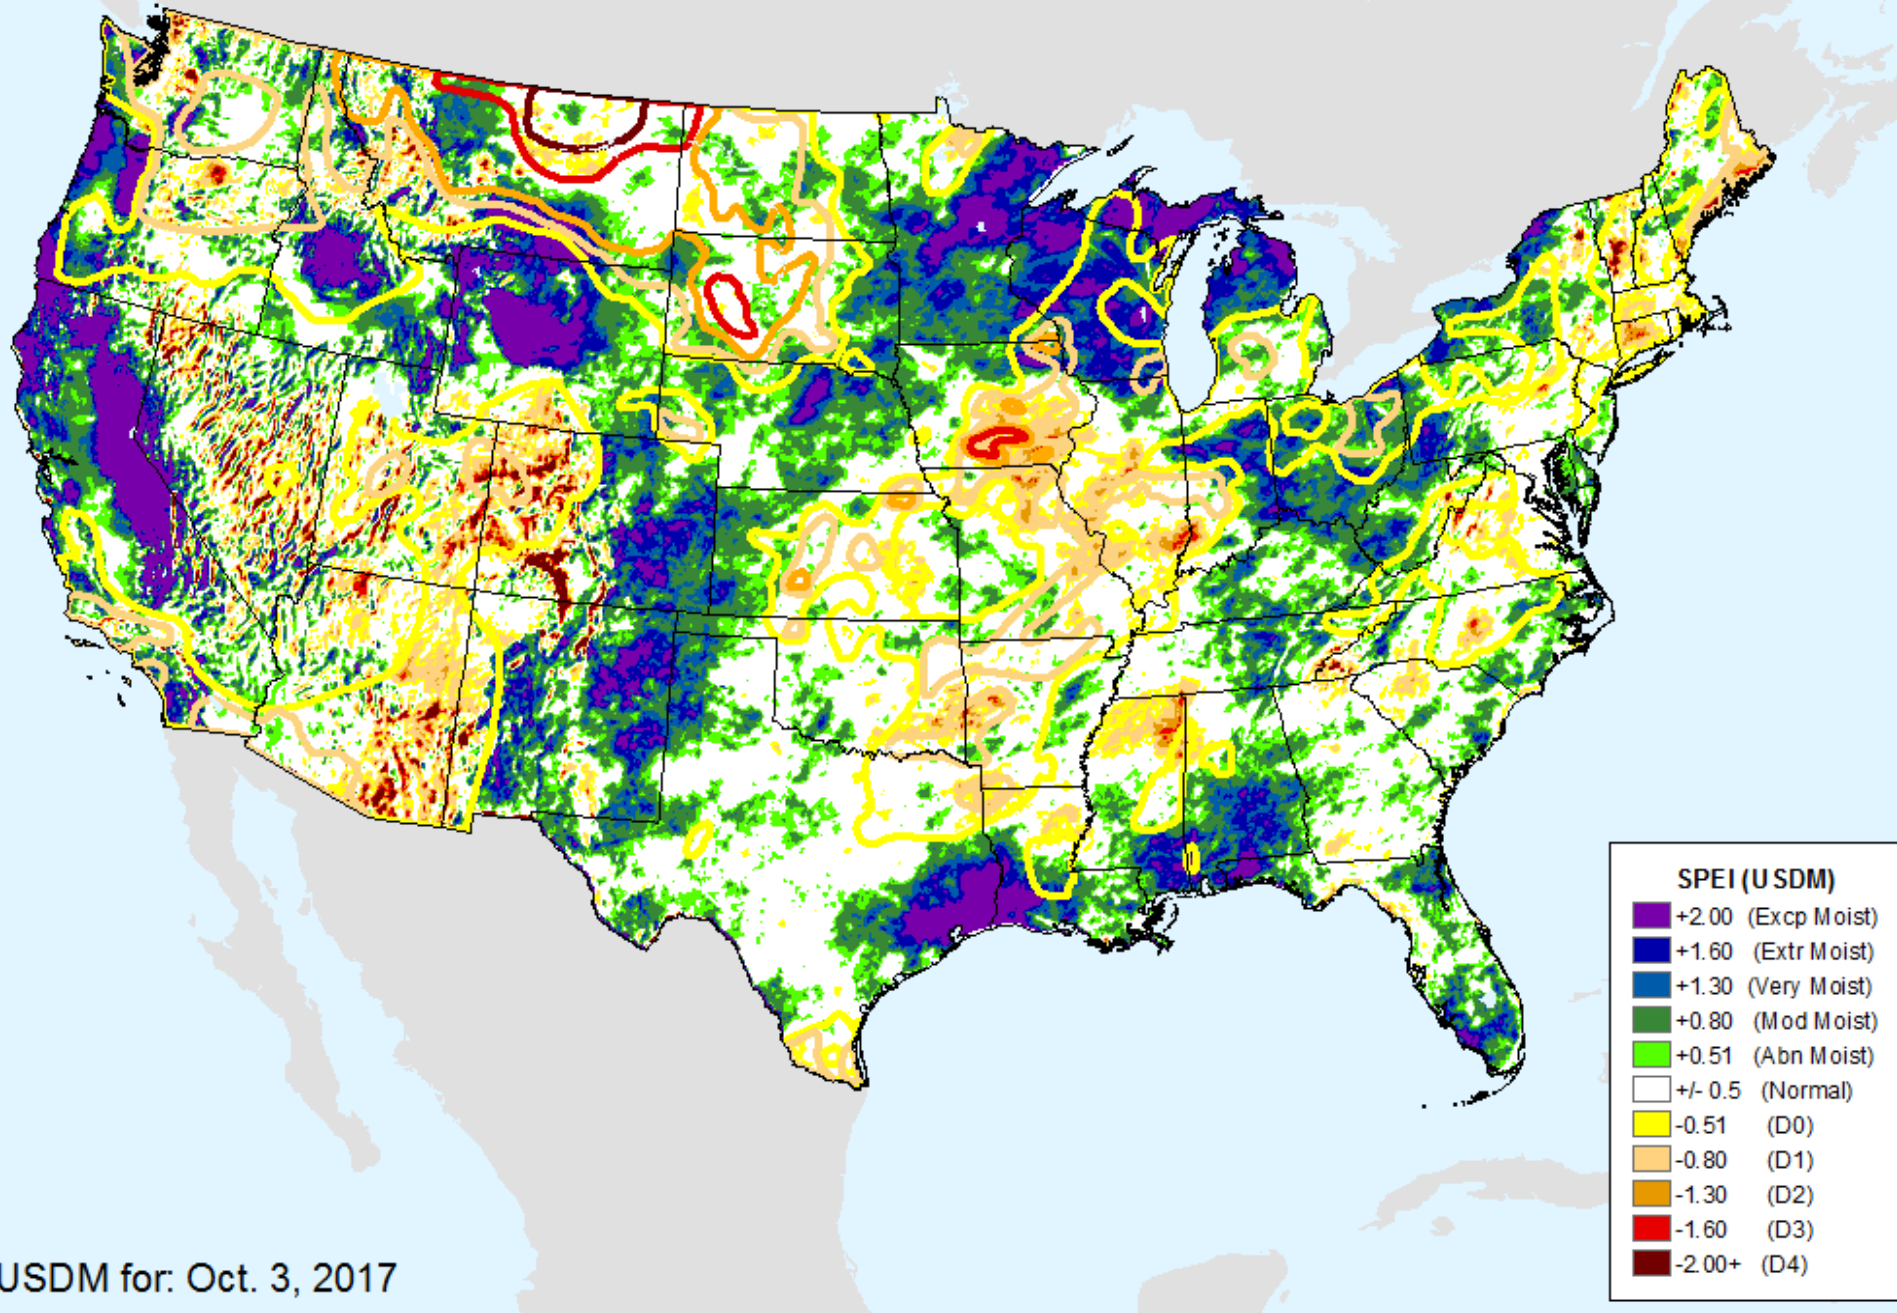 SPEI (USDM)
+2.00 (Excp Moist)
+1.60 (Extr Moist)
+1.30 (Very Moist)
+0.80 (Mod Moist)
+0.51 (Abn Moist)
+/- 0.5 (Normal)
-0.51 (D0)
-0.80 (D1)
-1.30 (D2)
-1.60 (D3)
-2.00+ (D4)
USDM for: Oct. 3, 2017